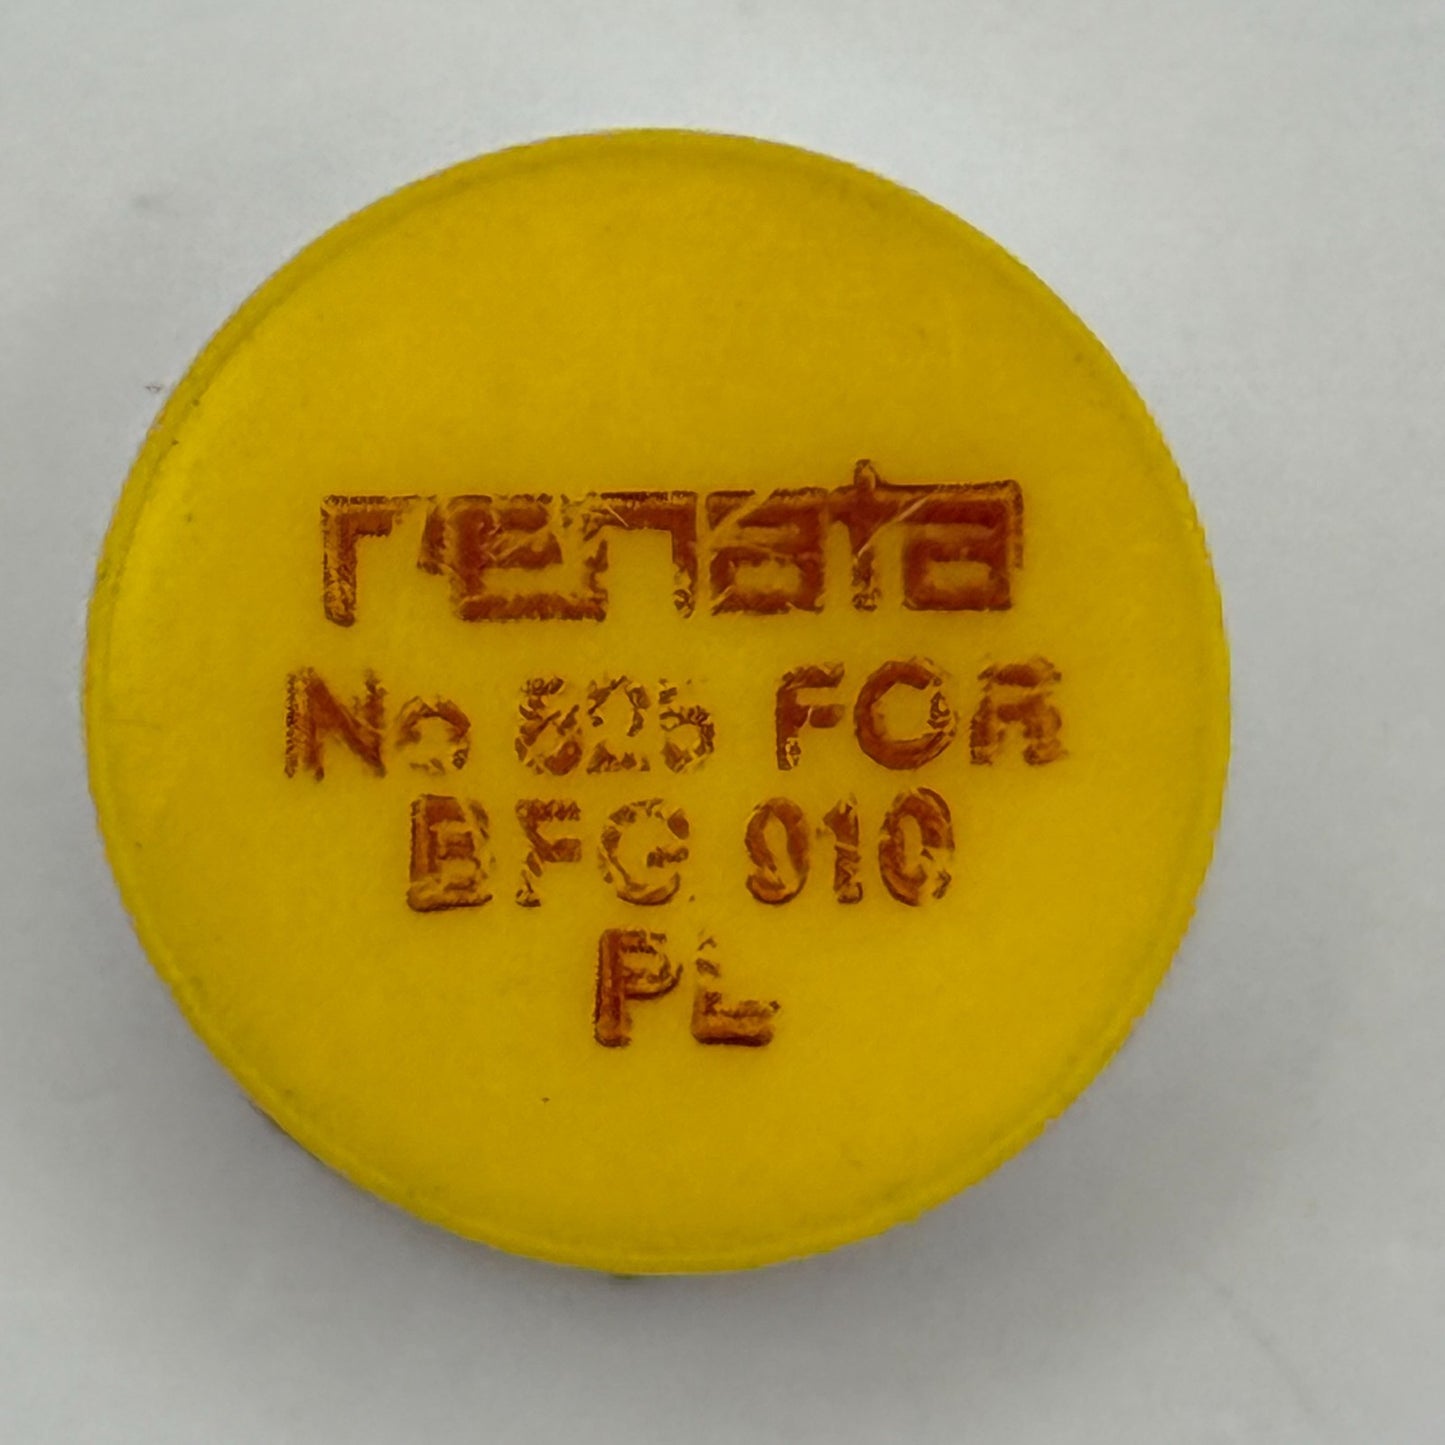 renata
No 825 FOR
BFG 910
PL